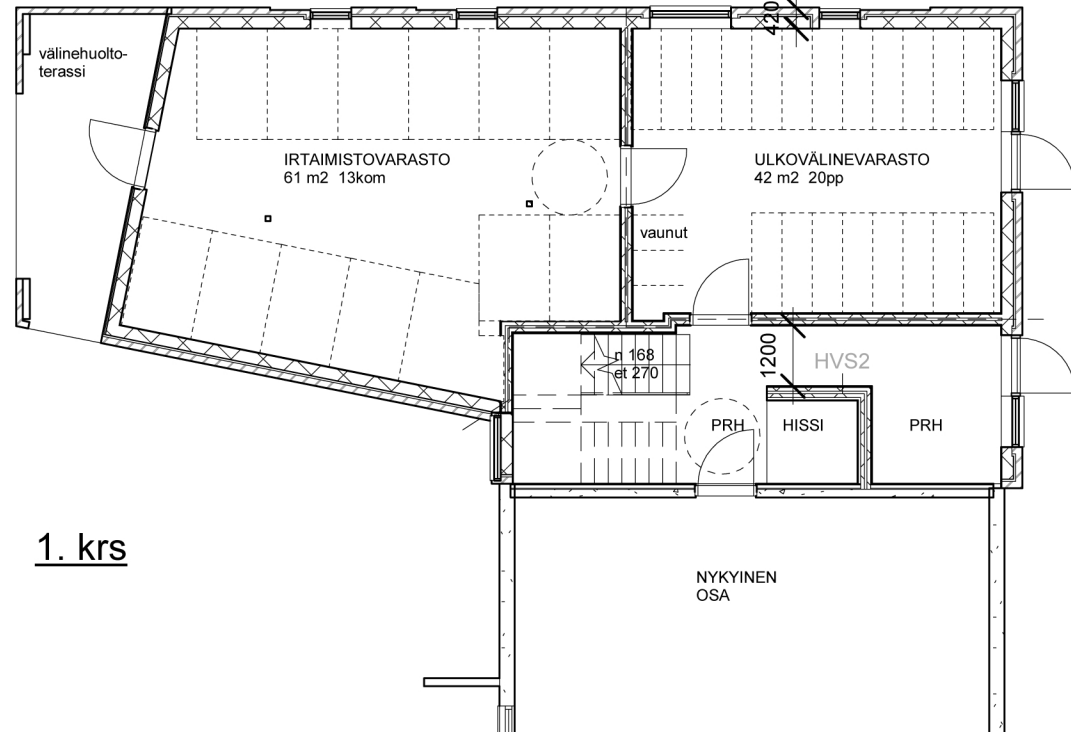 420
välinehuolto-
terassi
IRTAIMISTOVARASTO
61 m2 13kom
ULKOVÄLINEVARASTO
42 m2 20pp
vaunut
n 168
et 270
1200
HVS2
PRH
HISSI
PRH
1. krs
NYKYINEN
OSA